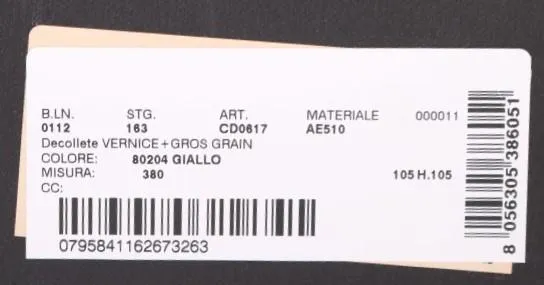 B.LN. STG. ART. MATERIALE 000011
0112 163 CD0617 AE510
Decollete VERNICE+GROS GRAIN
COLORE: 80204 GIALLO
MISURA: 380 105 H.105
CC:
0795841162673263
8 056305 386051